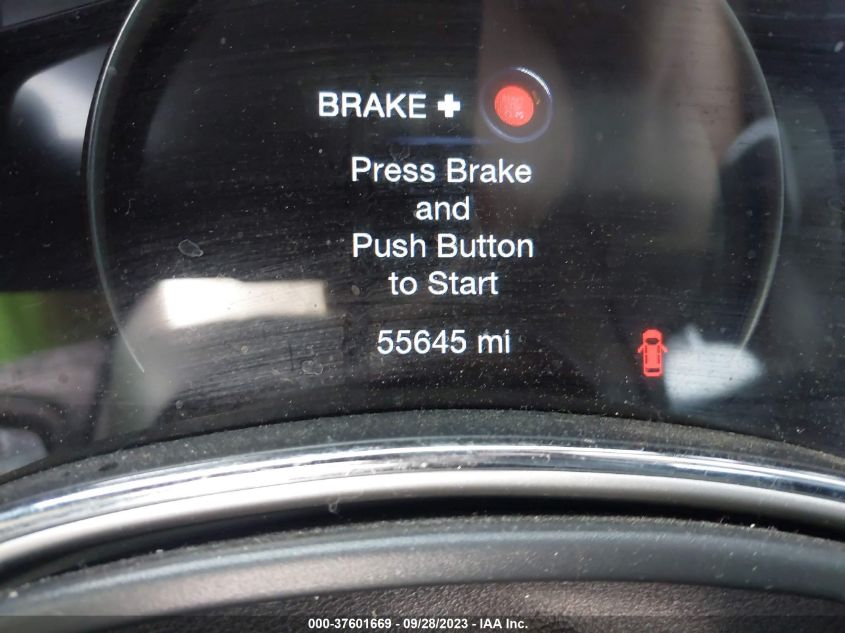 BRAKE ✚
Press Brake
and
Push Button
to Start
55645 mi
000-37601669 - 09/28/2023 - IAA Inc.